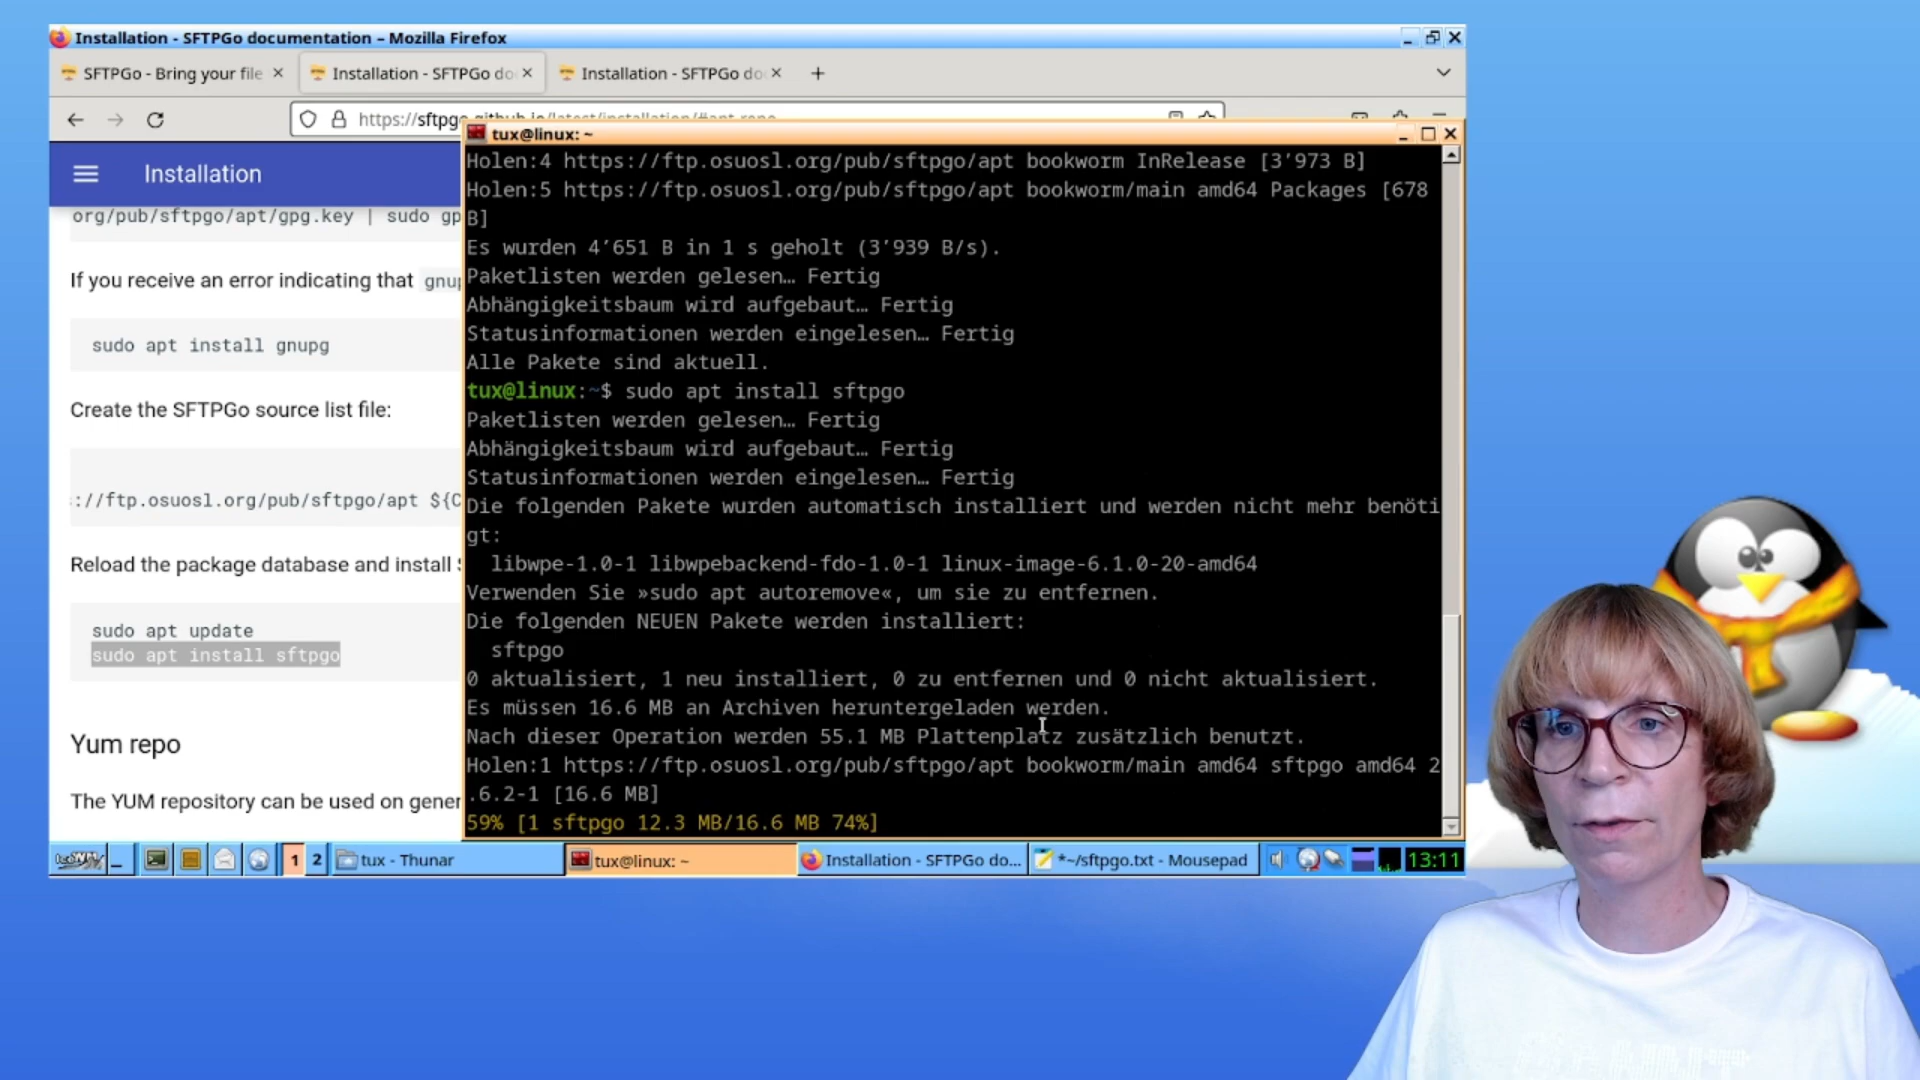 Installation - SFTPGo documentation – Mozilla Firefox
SFTPGo - Bring your file
Installation - SFTPGo do
Installation - SFTPGo do
https://sftpgo.github.io/latest/installation/#apt-repo
Installation
org/pub/sftpgo/apt/gpg.key | sudo gp
If you receive an error indicating that gnup
sudo apt install gnupg
Create the SFTPGo source list file:
://ftp.osuosl.org/pub/sftpgo/apt ${C
Reload the package database and install
sudo apt update
sudo apt install sftpgo
Yum repo
The YUM repository can be used on gener
tux@linux: ~
Holen:4 https://ftp.osuosl.org/pub/sftpgo/apt bookworm InRelease [3’973 B]
Holen:5 https://ftp.osuosl.org/pub/sftpgo/apt bookworm/main amd64 Packages [678
B]
Es wurden 4’651 B in 1 s geholt (3’939 B/s).
Paketlisten werden gelesen… Fertig
Abhängigkeitsbaum wird aufgebaut… Fertig
Statusinformationen werden eingelesen… Fertig
Alle Pakete sind aktuell.
tux@linux:~$ sudo apt install sftpgo
Paketlisten werden gelesen… Fertig
Abhängigkeitsbaum wird aufgebaut… Fertig
Statusinformationen werden eingelesen… Fertig
Die folgenden Pakete wurden automatisch installiert und werden nicht mehr benöti
gt:
libwpe-1.0-1 libwpebackend-fdo-1.0-1 linux-image-6.1.0-20-amd64
Verwenden Sie »sudo apt autoremove«, um sie zu entfernen.
Die folgenden NEUEN Pakete werden installiert:
sftpgo
0 aktualisiert, 1 neu installiert, 0 zu entfernen und 0 nicht aktualisiert.
Es müssen 16.6 MB an Archiven heruntergeladen werden.
Nach dieser Operation werden 55.1 MB Plattenplatz zusätzlich benutzt.
Holen:1 https://ftp.osuosl.org/pub/sftpgo/apt bookworm/main amd64 sftpgo amd64 2
.6.2-1 [16.6 MB]
59% [1 sftpgo 12.3 MB/16.6 MB 74%]
1 2 tux - Thunar tux@linux: ~ Installation - SFTPGo do... *~/sftpgo.txt - Mousepad 13:11